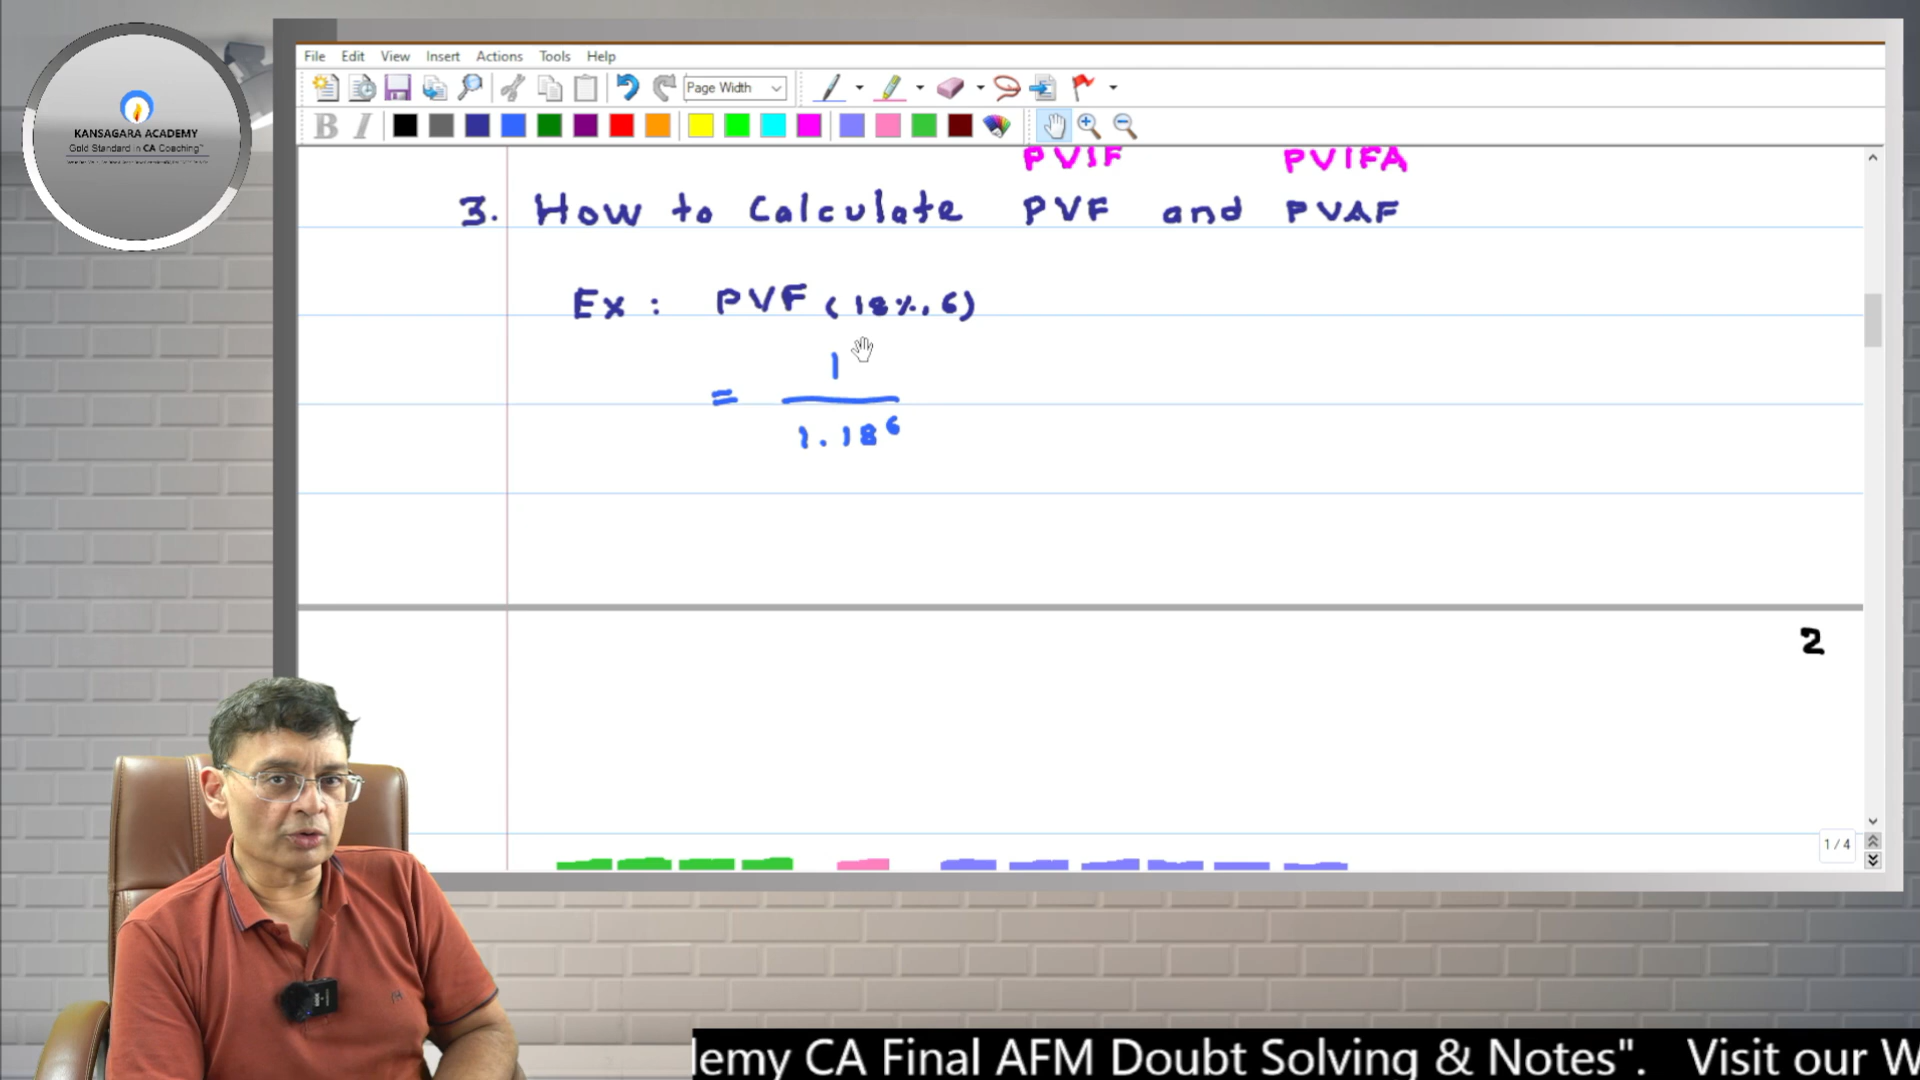 KANSAGARA ACADEMY
Gold Standard in CA Coaching™
File Edit View Insert Actions Tools Help
Page Width
B I
PVIF PVIFA
3. How to Calculate PVF and PVAF
Ex : PVF (18%, 6)
1
=
1.18⁶
2
1 / 4
demy CA Final AFM Doubt Solving & Notes". Visit our W